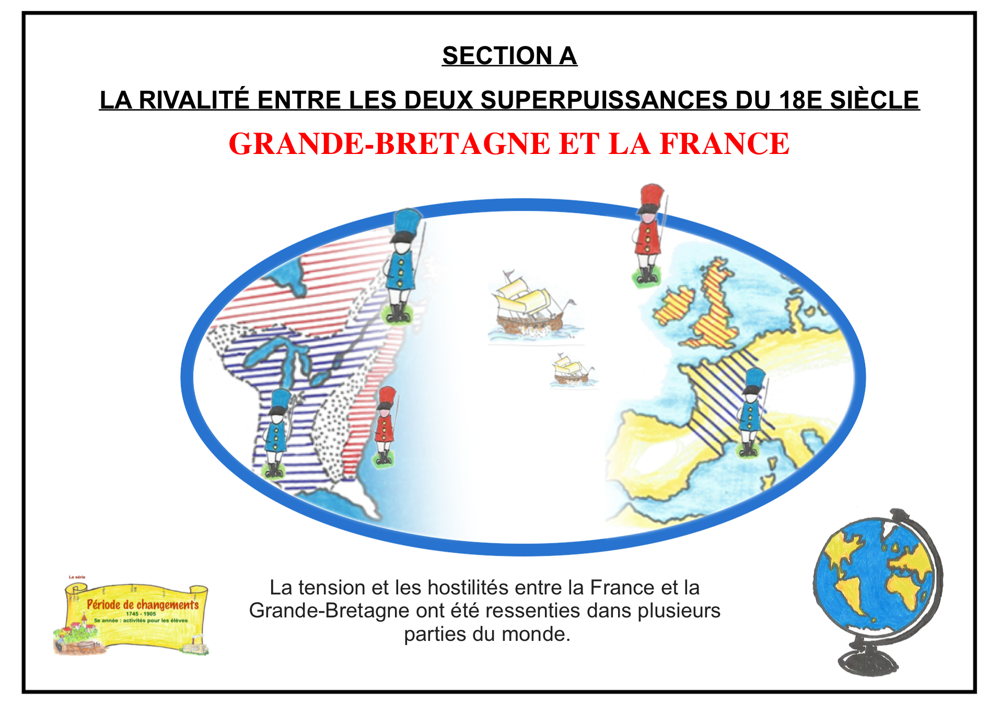 SECTION A
LA RIVALITÉ ENTRE LES DEUX SUPERPUISSANCES DU 18E SIÈCLE
GRANDE-BRETAGNE ET LA FRANCE
La tension et les hostilités entre la France et la
Grande-Bretagne ont été ressenties dans plusieurs
parties du monde.
La série
Période de changements
1745 - 1905
5e année : activités pour les élèves